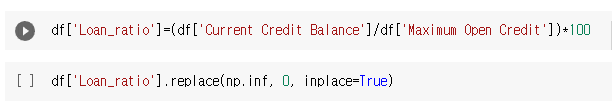 df['Loan_ratio']=(df['Current Credit Balance']/df['Maximum Open Credit'])*100
[ ] df['Loan_ratio'].replace(np.inf, 0, inplace=True)